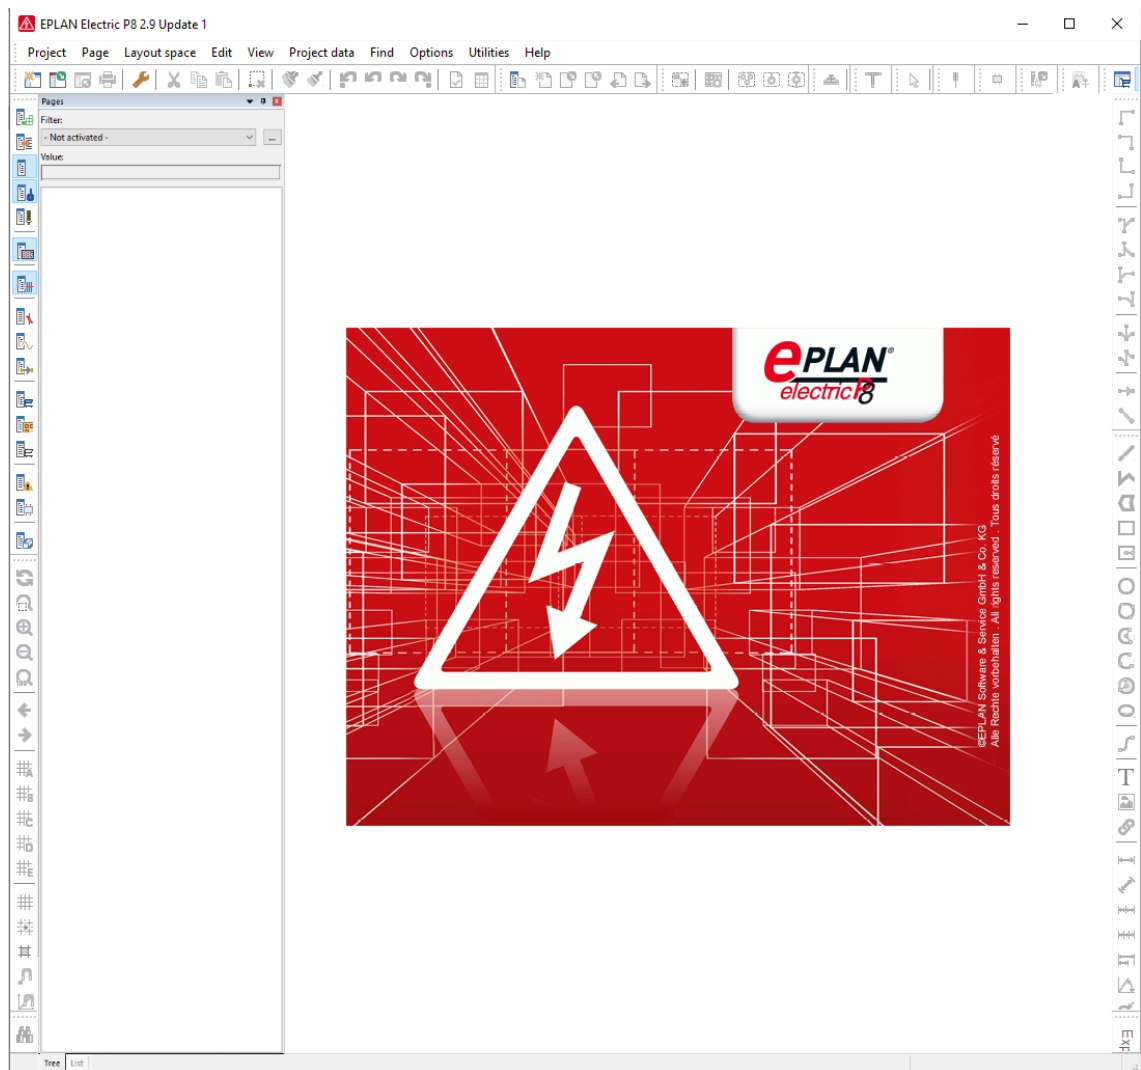 EPLAN Electric P8 2.9 Update 1
Project Page Layout space Edit View Project data Find Options Utilities Help
Pages
Filter:
- Not activated -
...
Value:
ePLAN®
electric P8
©EPLAN Software & Service GmbH & Co. KG
Alle Rechte vorbehalten . All rights reserved . Tous droits réservé
T
EXF
Tree List